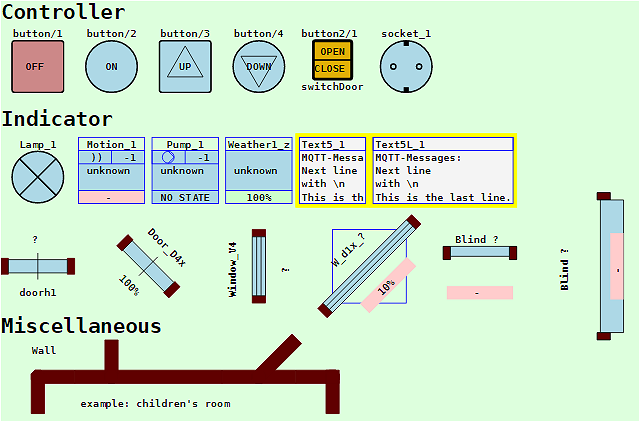 Controller
button/1 button/2 button/3 button/4 button2/1 socket_1
OFF ON UP DOWN OPEN
CLOSE
switchDoor
Indicator
Lamp_1 Motion_1 Pump_1 Weather1_z Text5_1 Text5L_1
)) -1 -1 MQTT-Messa MQTT-Messages:
unknown unknown unknown Next line Next line
with \n with \n
- NO STATE 100% This is th This is the last line.
? Door_D4x Window_V4 ? W_d1x_? Blind ? Blind ?
doorh1 100% 10% - -
Miscellaneous
Wall
example: children's room